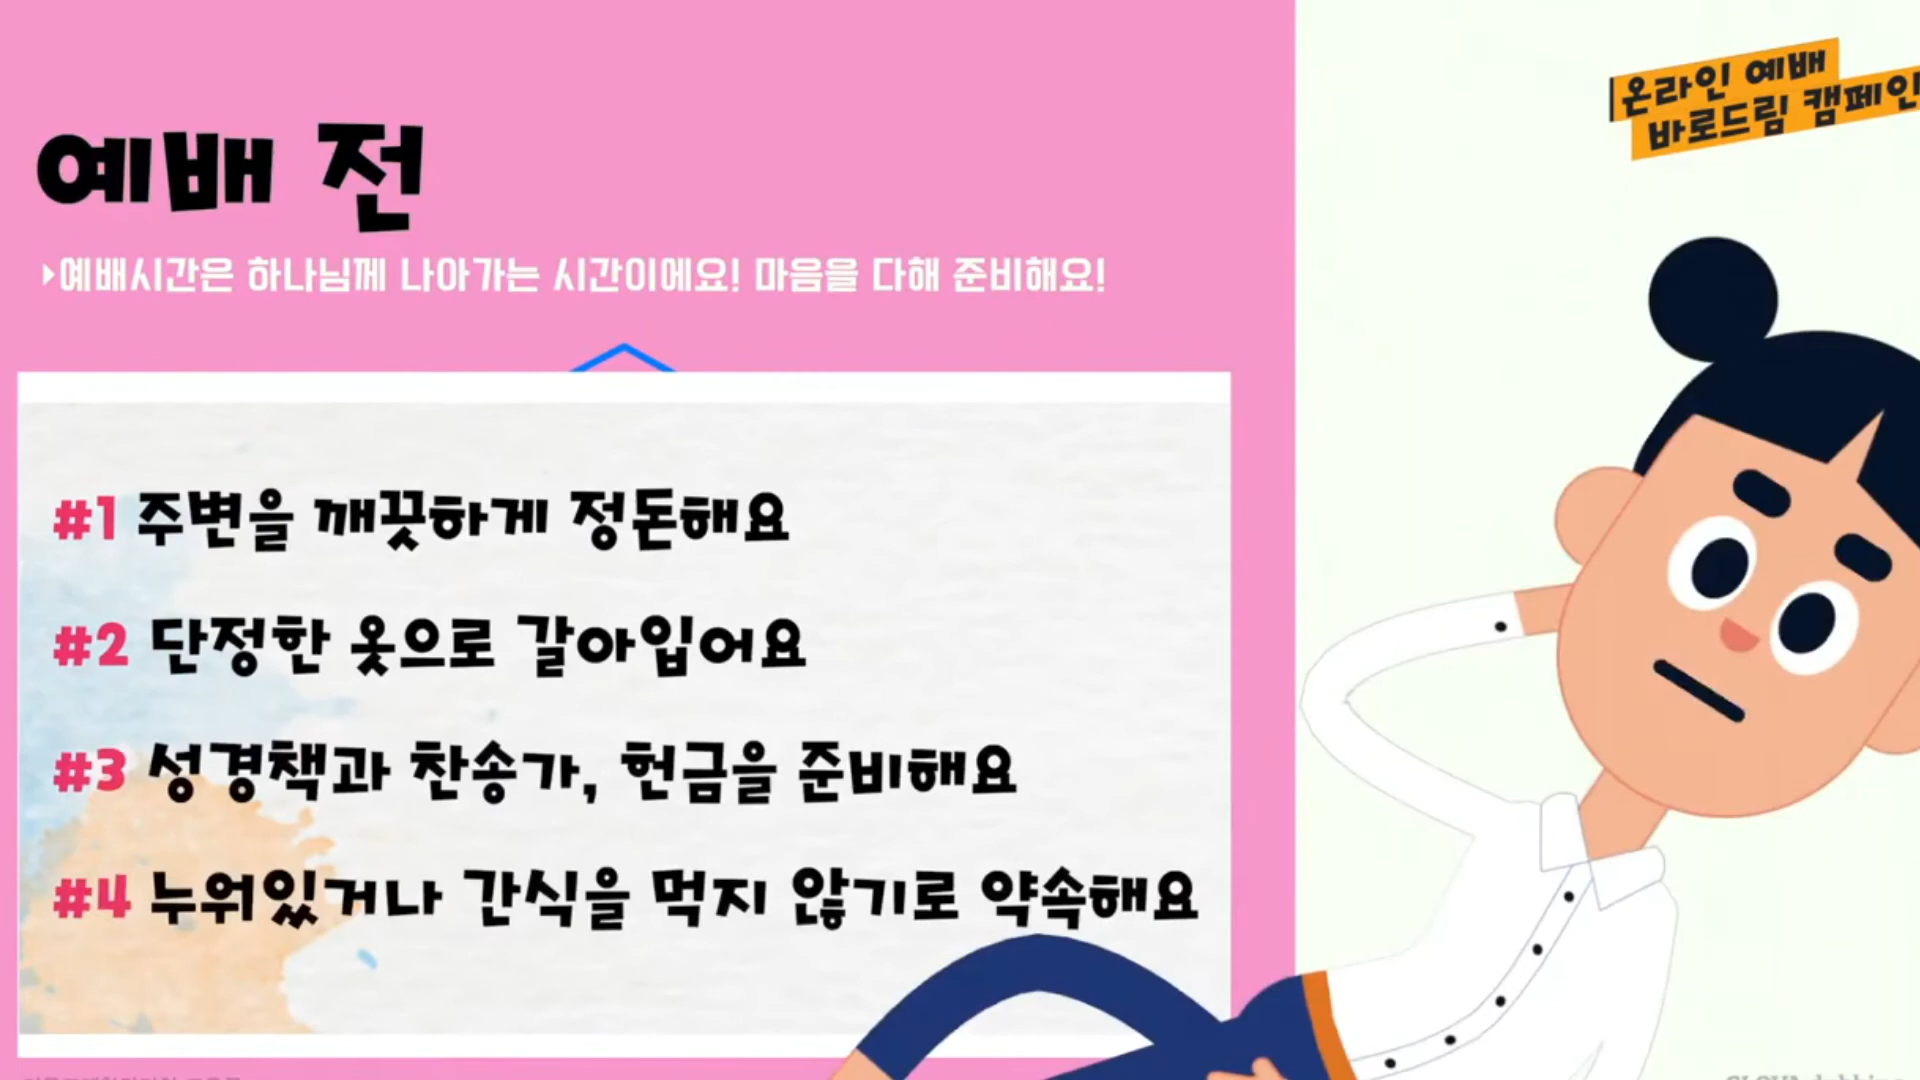 온라인 예배
바로드림 캠페인
예배 전
▸예배시간은 하나님께 나아가는 시간이에요! 마음을 다해 준비해요!
#1 주변을 깨끗하게 정돈해요
#2 단정한 옷으로 갈아입어요
#3 성경책과 찬송가, 헌금을 준비해요
#4 누워있거나 간식을 먹지 않기로 약속해요